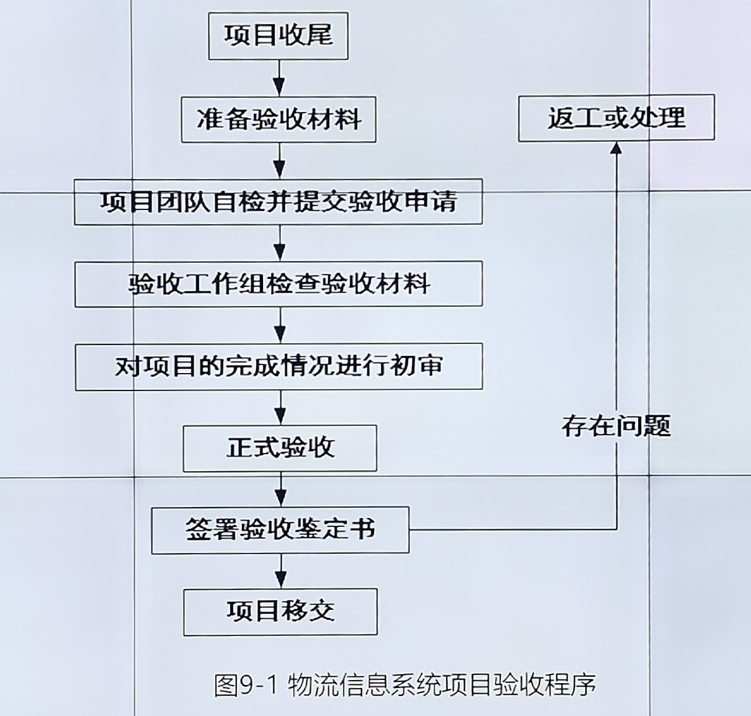 项目收尾
准备验收材料
返工或处理
项目团队自检并提交验收申请
验收工作组检查验收材料
对项目的完成情况进行初审
存在问题
正式验收
签署验收鉴定书
项目移交
图9-1 物流信息系统项目验收程序